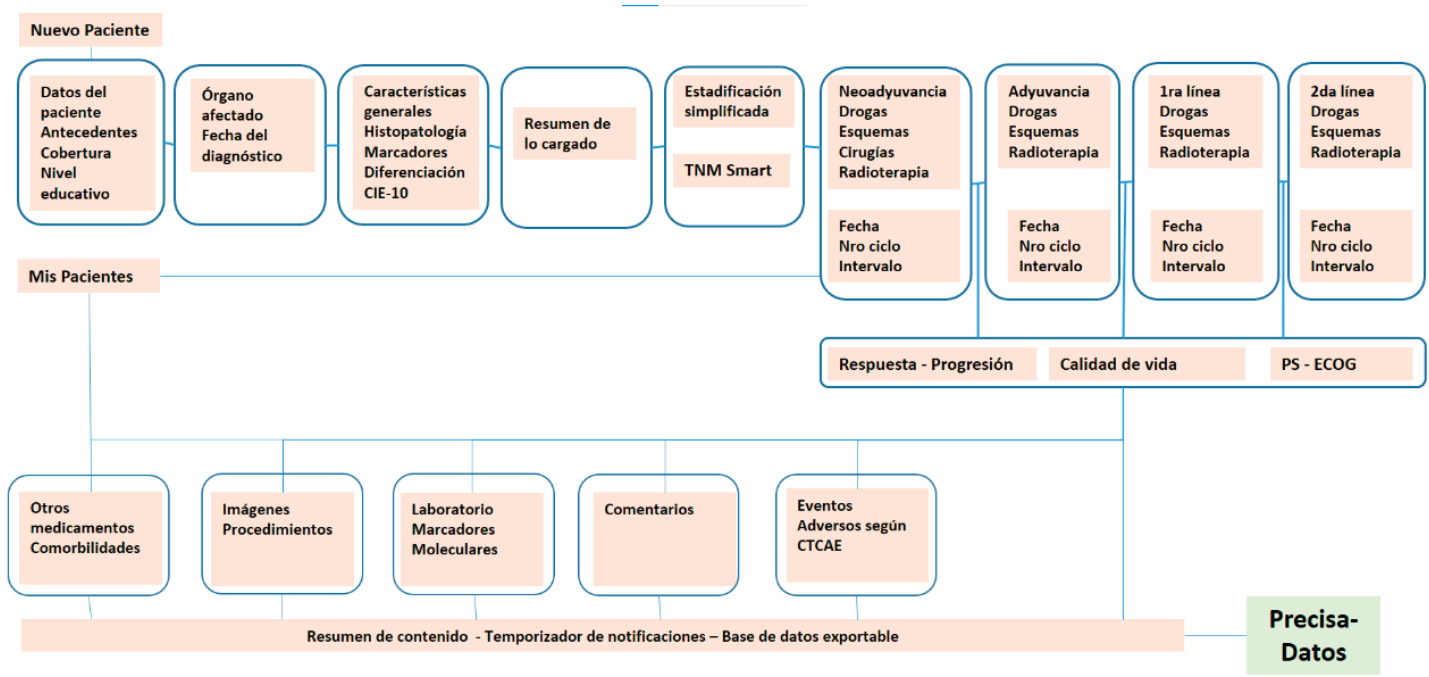 Nuevo Paciente
Datos del
paciente
Antecedentes
Cobertura
Nivel
educativo
Órgano
afectado
Fecha del
diagnóstico
Características
generales
Histopatología
Marcadores
Diferenciación
CIE-10
Resumen de
lo cargado
Estadificación
simplificada
TNM Smart
Neoadyuvancia
Drogas
Esquemas
Cirugías
Radioterapia
Fecha
Nro ciclo
Intervalo
Adyuvancia
Drogas
Esquemas
Radioterapia
Fecha
Nro ciclo
Intervalo
1ra línea
Drogas
Esquemas
Radioterapia
Fecha
Nro ciclo
Intervalo
2da línea
Drogas
Esquemas
Radioterapia
Fecha
Nro ciclo
Intervalo
Mis Pacientes
Respuesta - Progresión
Calidad de vida
PS - ECOG
Otros
medicamentos
Comorbilidades
Imágenes
Procedimientos
Laboratorio
Marcadores
Moleculares
Comentarios
Eventos
Adversos según
CTCAE
Resumen de contenido - Temporizador de notificaciones – Base de datos exportable
Precisa-
Datos